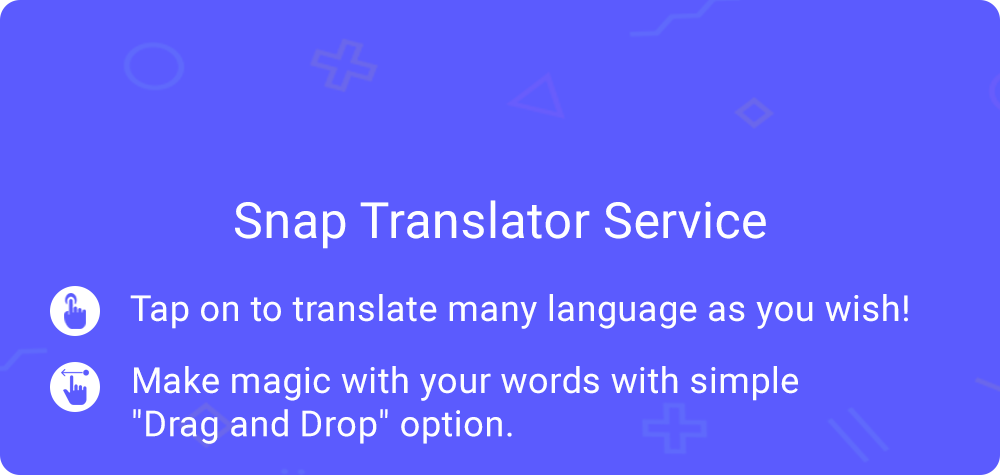 Snap Translator Service
Tap on to translate many language as you wish!
Make magic with your words with simple
"Drag and Drop" option.